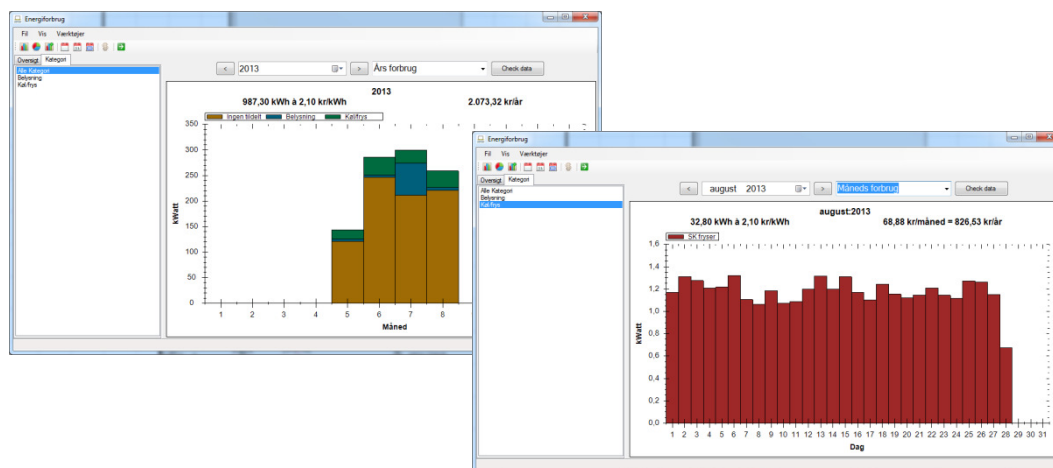 Energiforbrug
Fil Vis Værktøjer
Oversigt Kategori
Alle Kategori
Belysning
Køl/frys
< 2013 > Års forbrug Check data
2013
987,30 kWh à 2,10 kr/kWh 2.073,32 kr/år
Ingen tildelt Belysning Køl/frys
350
300
250
200
150
100
50
0
kWatt
1 2 3 4 5 6 7 8
Måned
Energiforbrug
Fil Vis Værktøjer
Oversigt Kategori
Alle Kategori
Belysning
Køl/frys
< august 2013 > Måneds forbrug Check data
august:2013
32,80 kWh à 2,10 kr/kWh 68,88 kr/måned = 826,53 kr/år
SK fryser
1,6
1,4
1,2
1,0
0,8
0,6
0,4
0,2
0,0
kWatt
1 2 3 4 5 6 7 8 9 10 11 12 13 14 15 16 17 18 19 20 21 22 23 24 25 26 27 28 29 30 31
Dag